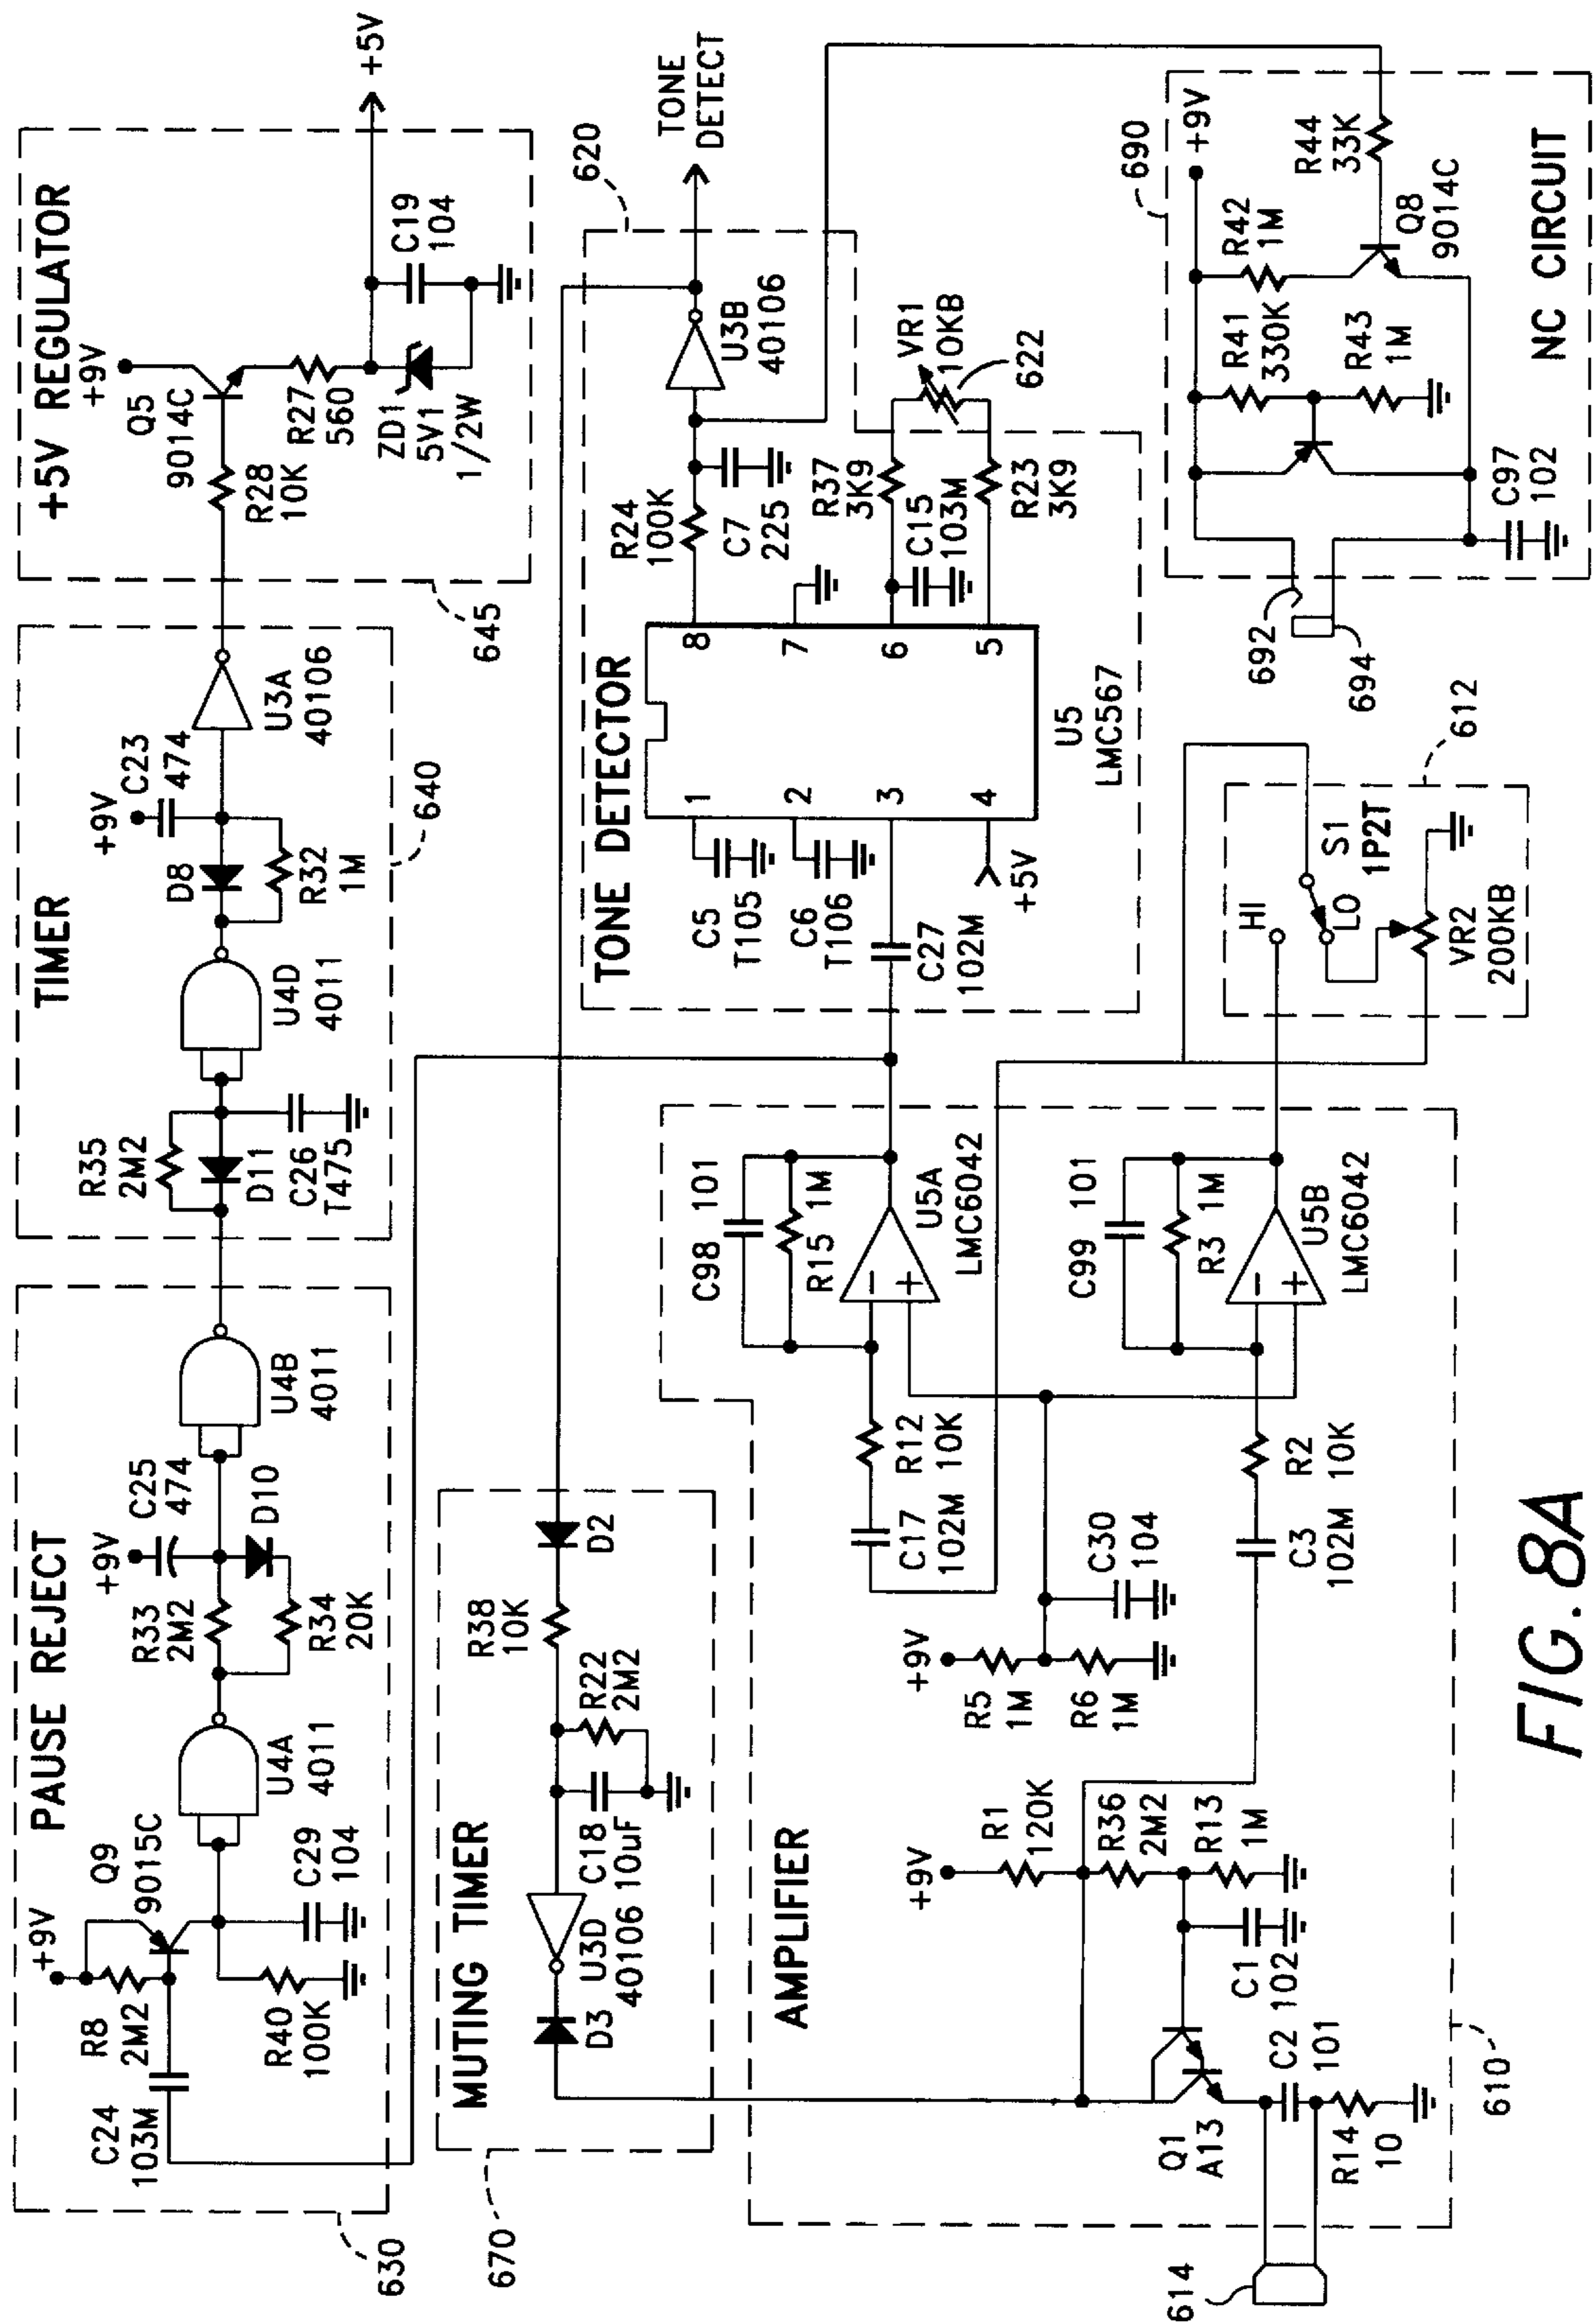 PAUSE REJECT
+9V
R8
2M2
Q9
9015C
C24
103M
R40
100K
C29
104
U4A
4011
R33
2M2
+9V
C25
474
D10
R34
20K
U4B
4011
630
TIMER
R35
2M2
D11
C26
T475
U4D
4011
D8
+9V
C23
474
R32
1M
U3A
40106
640
+5V REGULATOR
+9V
Q5
9014C
R28
10K
R27
560
ZD1
5V1
1/2W
C19
104
+5V
645
MUTING TIMER
D3
U3D
40106
C18
10uF
R22
2M2
R38
10K
D2
670
TONE DETECTOR
C5
T105
C6
T106
C27
102M
+5V
1
2
3
4
8
7
6
5
U5
LMC567
R24
100K
C7
225
R37
3K9
C15
103M
R23
3K9
VR1
10KB
622
U3B
40106
620
TONE
DETECT
AMPLIFIER
+9V
R1
120K
R36
2M2
R13
1M
C1
102
Q1
A13
C2
101
R14
10
614
610
+9V
R5
1M
R6
1M
C30
104
C17
102M
R12
10K
C3
102M
R2
10K
C98
101
R15
1M
−
+
U5A
LMC6042
C99
101
R3
1M
−
+
U5B
LMC6042
HI
LO
S1
1P2T
VR2
200KB
612
692
694
690
+9V
R41
330K
R42
1M
R43
1M
R44
33K
Q8
9014C
C97
102
NC CIRCUIT
FIG. 8A